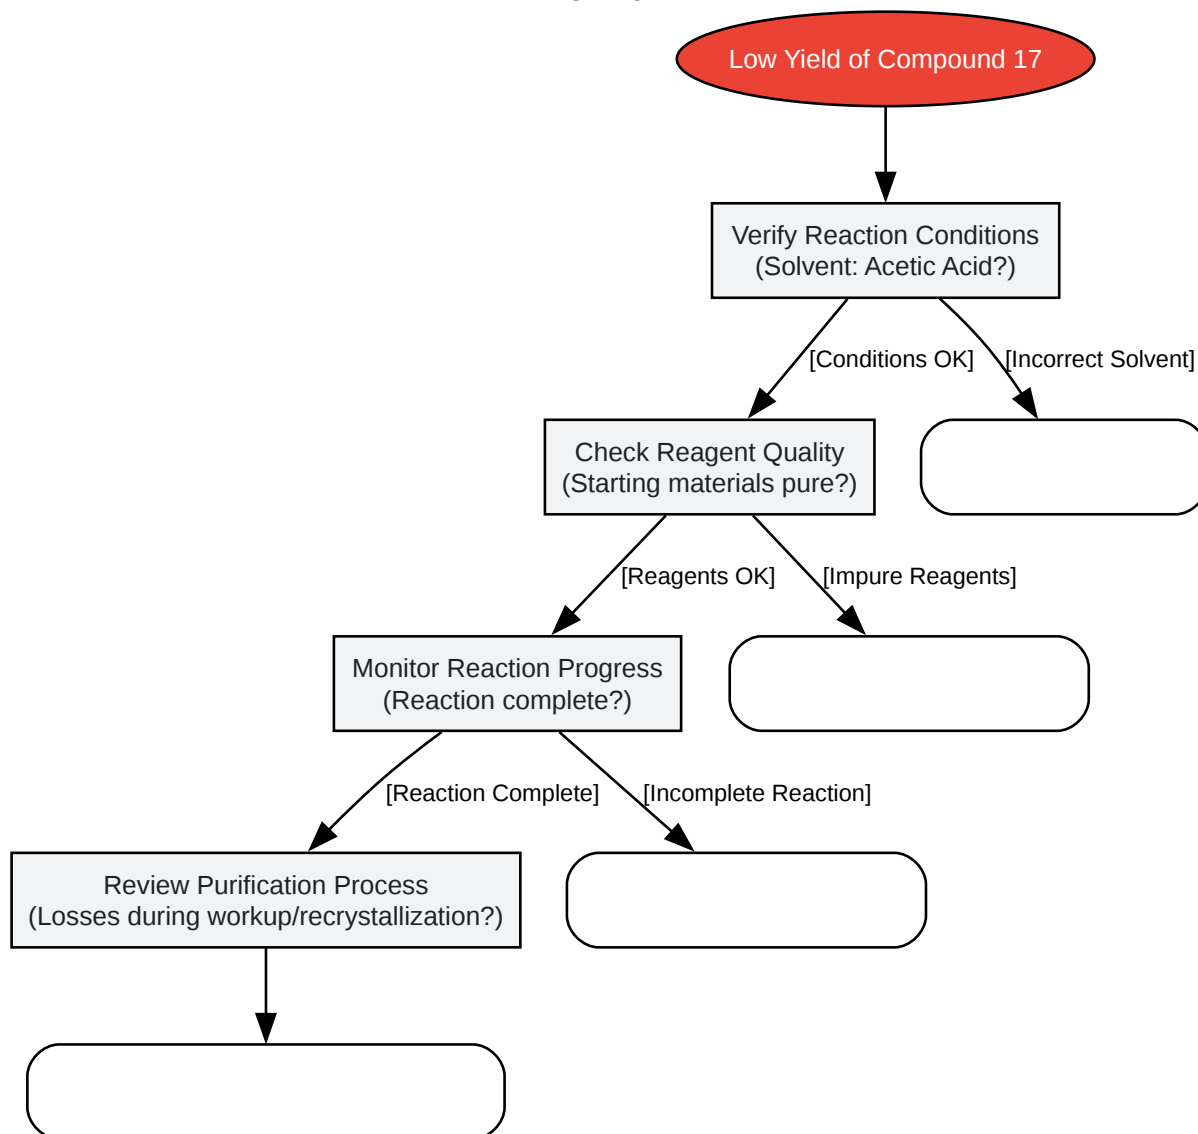 Low Yield of Compound 17
Verify Reaction Conditions
(Solvent: Acetic Acid?)
[Conditions OK]
[Incorrect Solvent]
Check Reagent Quality
(Starting materials pure?)
[Reagents OK]
[Impure Reagents]
Monitor Reaction Progress
(Reaction complete?)
[Reaction Complete]
[Incomplete Reaction]
Review Purification Process
(Losses during workup/recrystallization?)